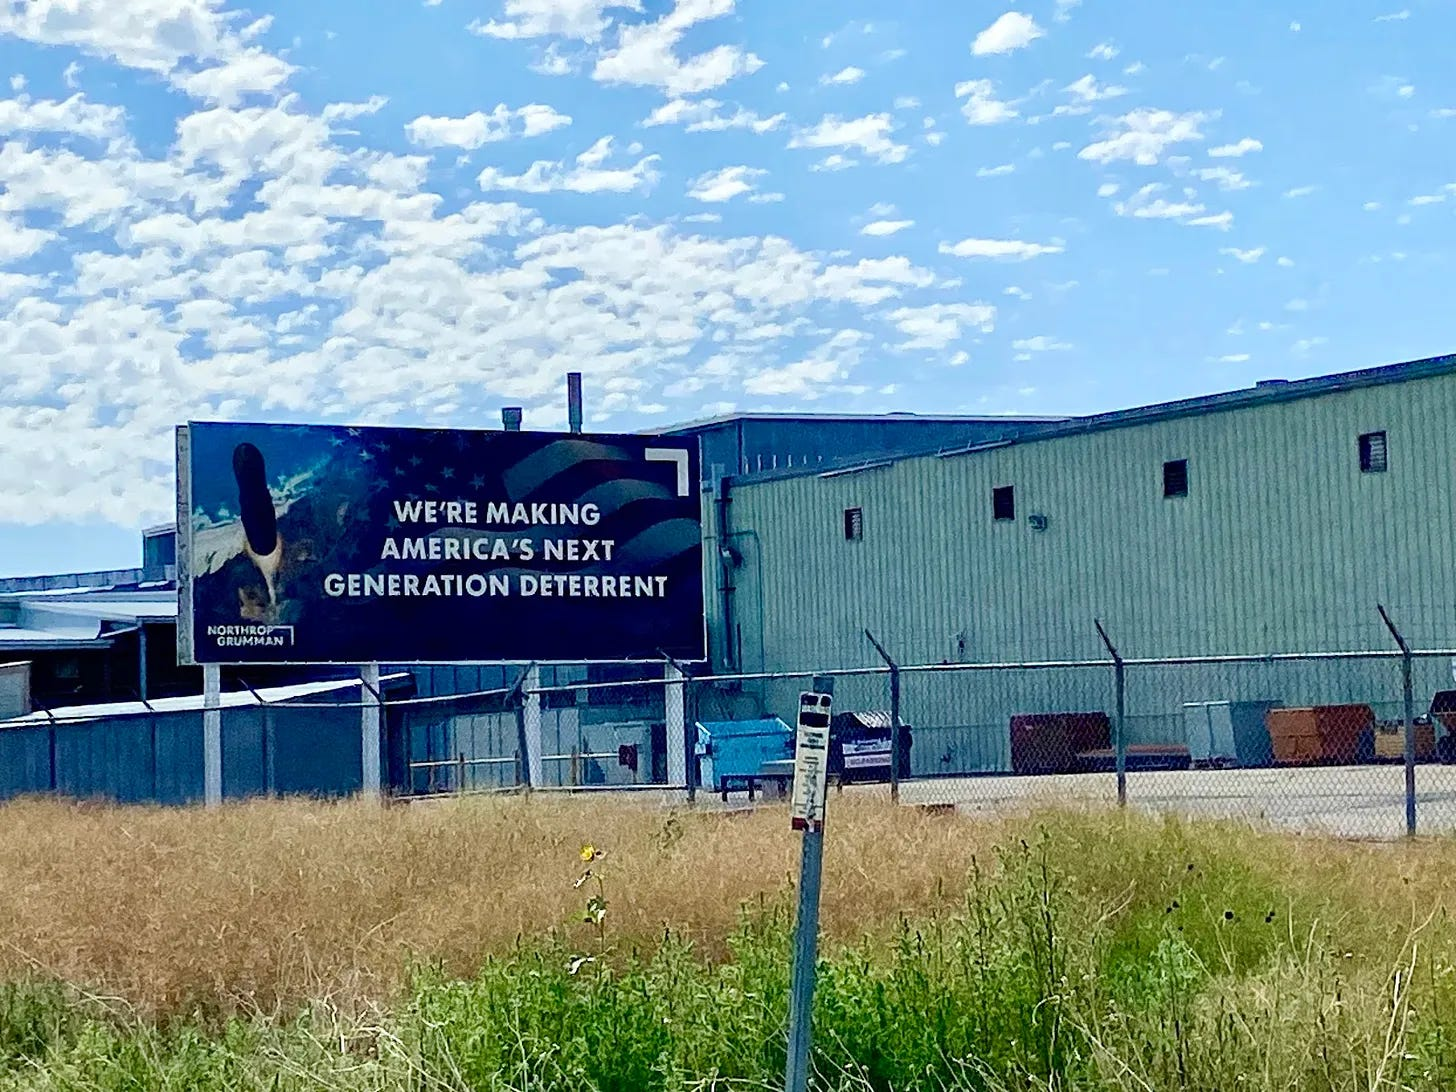 WE'RE MAKING
AMERICA'S NEXT
GENERATION DETERRENT
NORTHROP
GRUMMAN